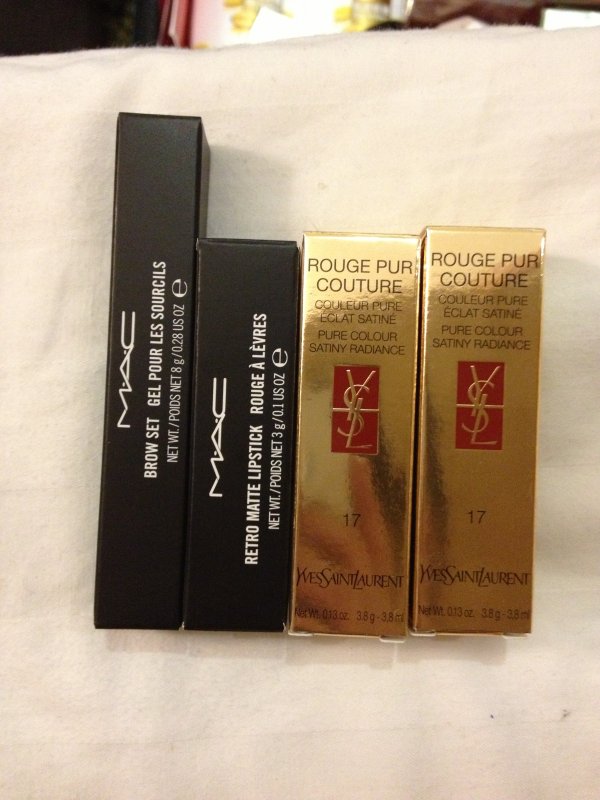 M·A·C
BROW SET GEL POUR LES SOURCILS
NET WT./POIDS NET 8 g/0.28 US OZ e
M·A·C
RETRO MATTE LIPSTICK ROUGE À LÈVRES
NET WT./POIDS NET 3 g/0.1 US OZ e
ROUGE PUR
COUTURE
COULEUR PURE
ÉCLAT SATINÉ
PURE COLOUR
SATINY RADIANCE
YSL
17
YVESSAINTLAURENT
Net Wt. 0.13 oz. 3.8 g - 3.8 ml
ROUGE PUR
COUTURE
COULEUR PURE
ÉCLAT SATINÉ
PURE COLOUR
SATINY RADIANCE
YSL
17
YVESSAINTLAURENT
Net Wt. 0.13 oz. 3.8 g - 3.8 ml